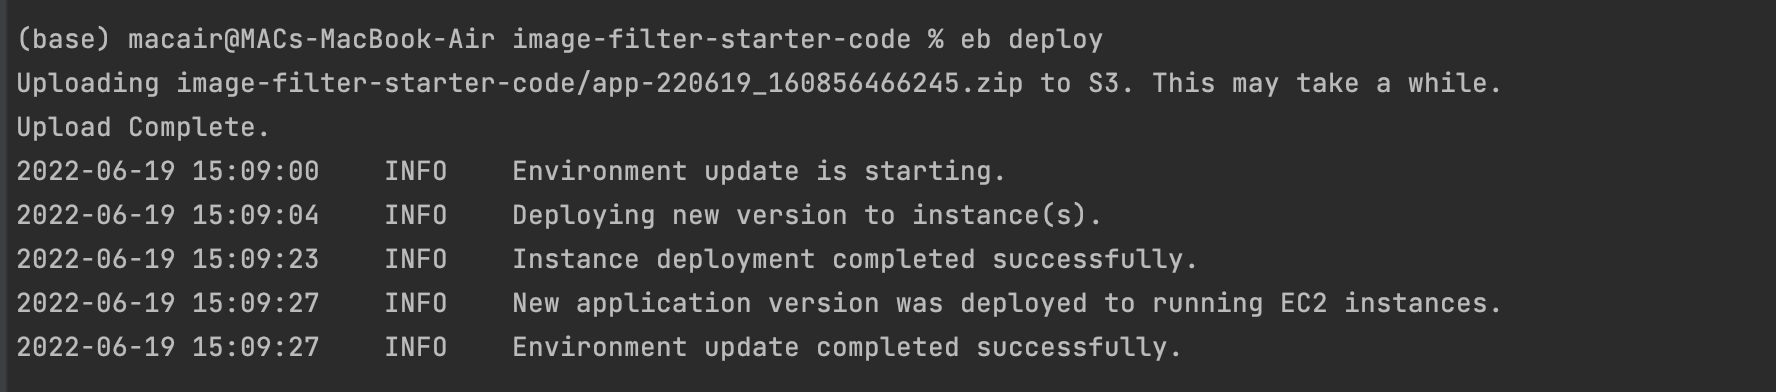 (base) macair@MACs-MacBook-Air image-filter-starter-code % eb deploy
Uploading image-filter-starter-code/app-220619_160856466245.zip to S3. This may take a while.
Upload Complete.
2022-06-19 15:09:00    INFO    Environment update is starting.
2022-06-19 15:09:04    INFO    Deploying new version to instance(s).
2022-06-19 15:09:23    INFO    Instance deployment completed successfully.
2022-06-19 15:09:27    INFO    New application version was deployed to running EC2 instances.
2022-06-19 15:09:27    INFO    Environment update completed successfully.